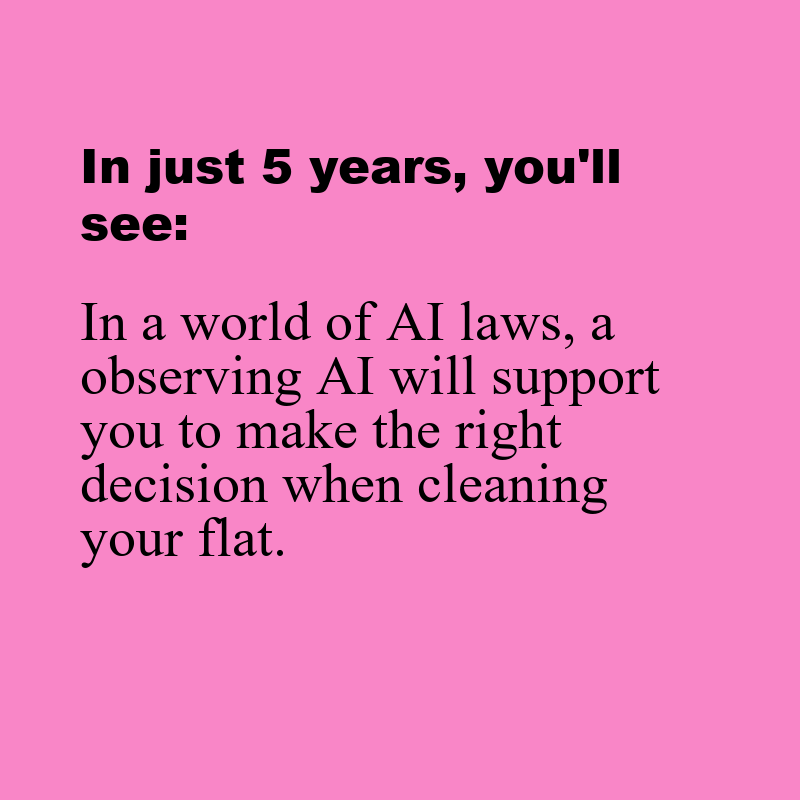 In just 5 years, you'll
see:
In a world of AI laws, a
observing AI will support
you to make the right
decision when cleaning
your flat.